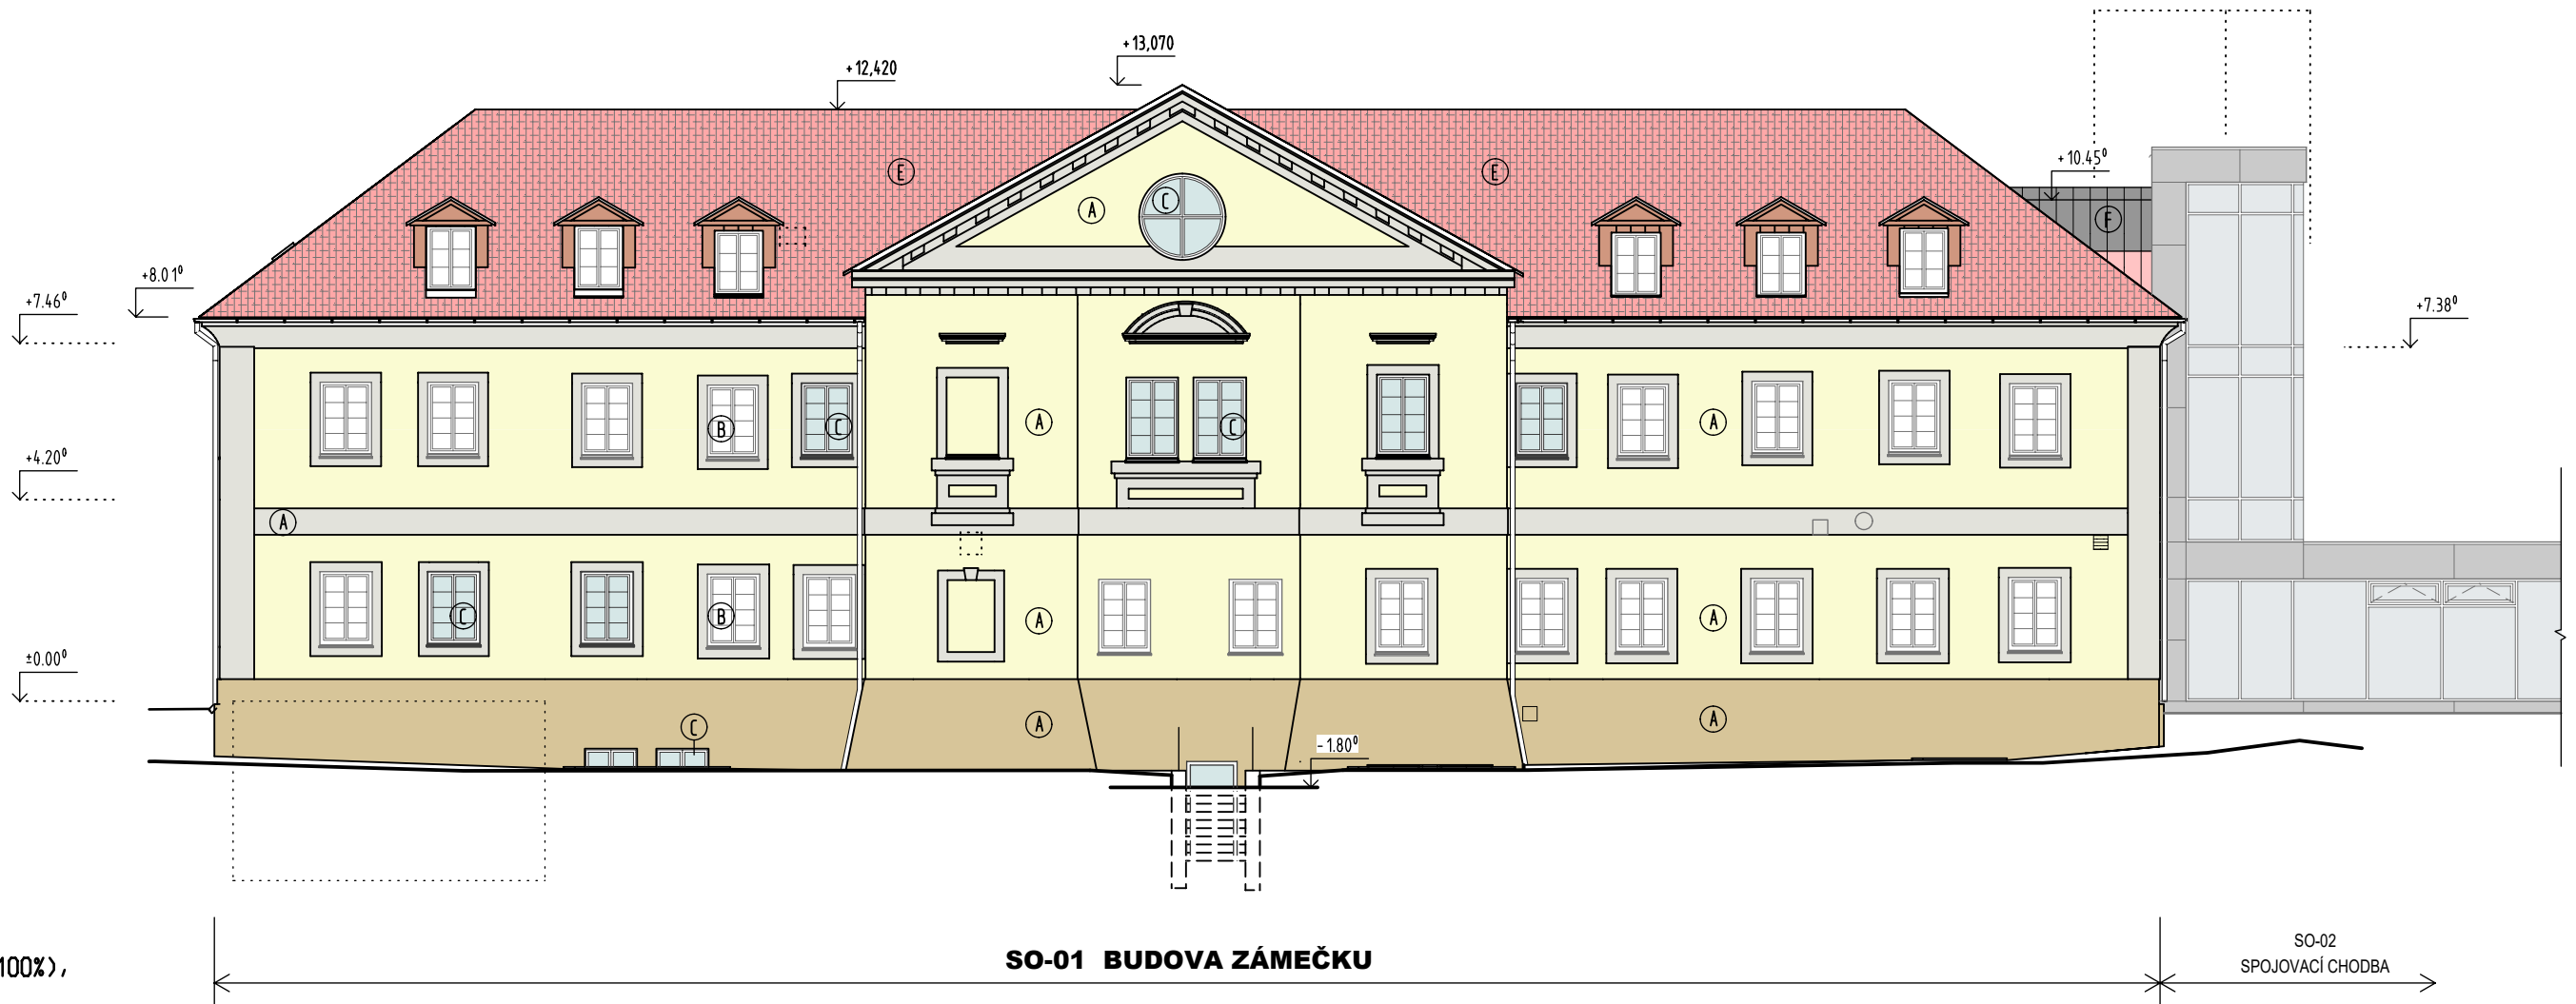 +13,070
+12,420
+10.45⁰
E
E
C
A
F
+8.01⁰
+7.46⁰
+7.38⁰
B
C
A
C
A
+4.20⁰
A
C
B
A
A
±0.00⁰
C
A
A
-1.80⁰
SO-01 BUDOVA ZÁMEČKU
SO-02
SPOJOVACÍ CHODBA
100%),